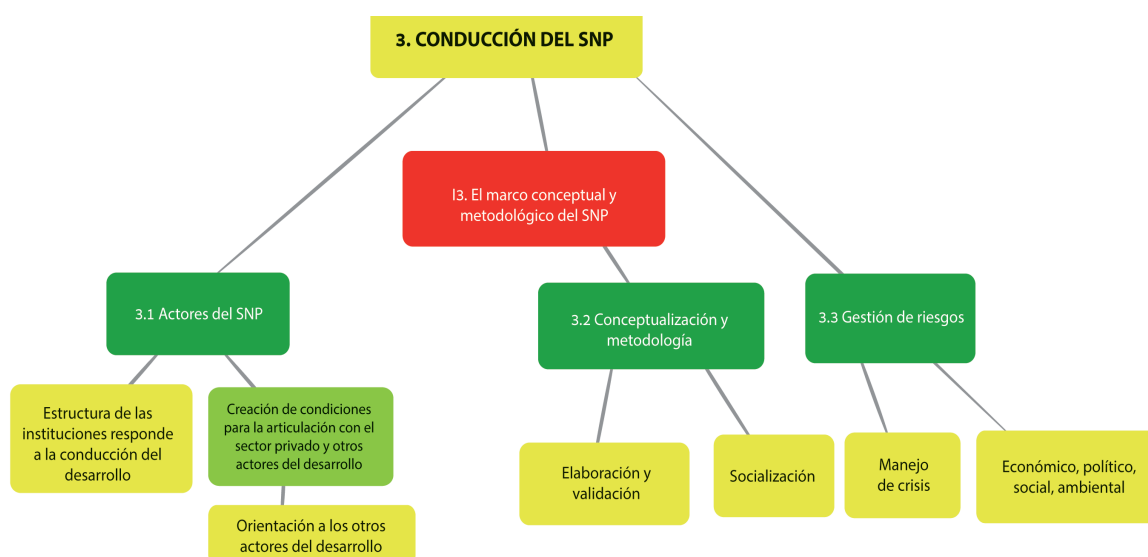 3. CONDUCCIÓN DEL SNP
I3. El marco conceptual y
metodológico del SNP
3.1 Actores del SNP
3.2 Conceptualización y
metodología
3.3 Gestión de riesgos
Estructura de las
instituciones responde
a la conducción del
desarrollo
Creación de condiciones
para la articulación con el
sector privado y otros
actores del desarrollo
Orientación a los otros
actores del desarrollo
Elaboración y
validación
Socialización
Manejo
de crisis
Económico, político,
social, ambiental